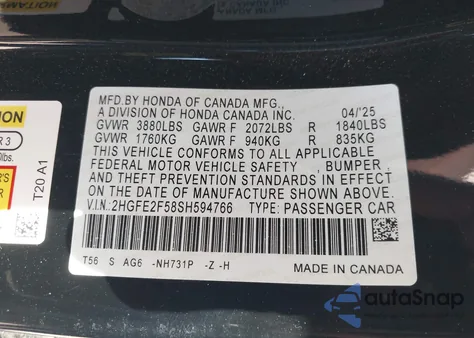 MFD.BY HONDA OF CANADA MFG.,
A DIVISION OF HONDA CANADA INC. 04/'25
GVWR 3880LBS GAWR F 2072LBS R 1840LBS
GVWR 1760KG GAWR F 940KG R 835KG
THIS VEHICLE CONFORMS TO ALL APPLICABLE
FEDERAL MOTOR VEHICLE SAFETY , BUMPER,
AND THEFT PREVENTION STANDARDS IN EFFECT
ON THE DATE OF MANUFACTURE SHOWN ABOVE.
V.I.N.:2HGFE2F58SH594766 TYPE: PASSENGER CAR
T56 S AG6 -NH731P -Z -H
MADE IN CANADA
T20 A1
autoSnap